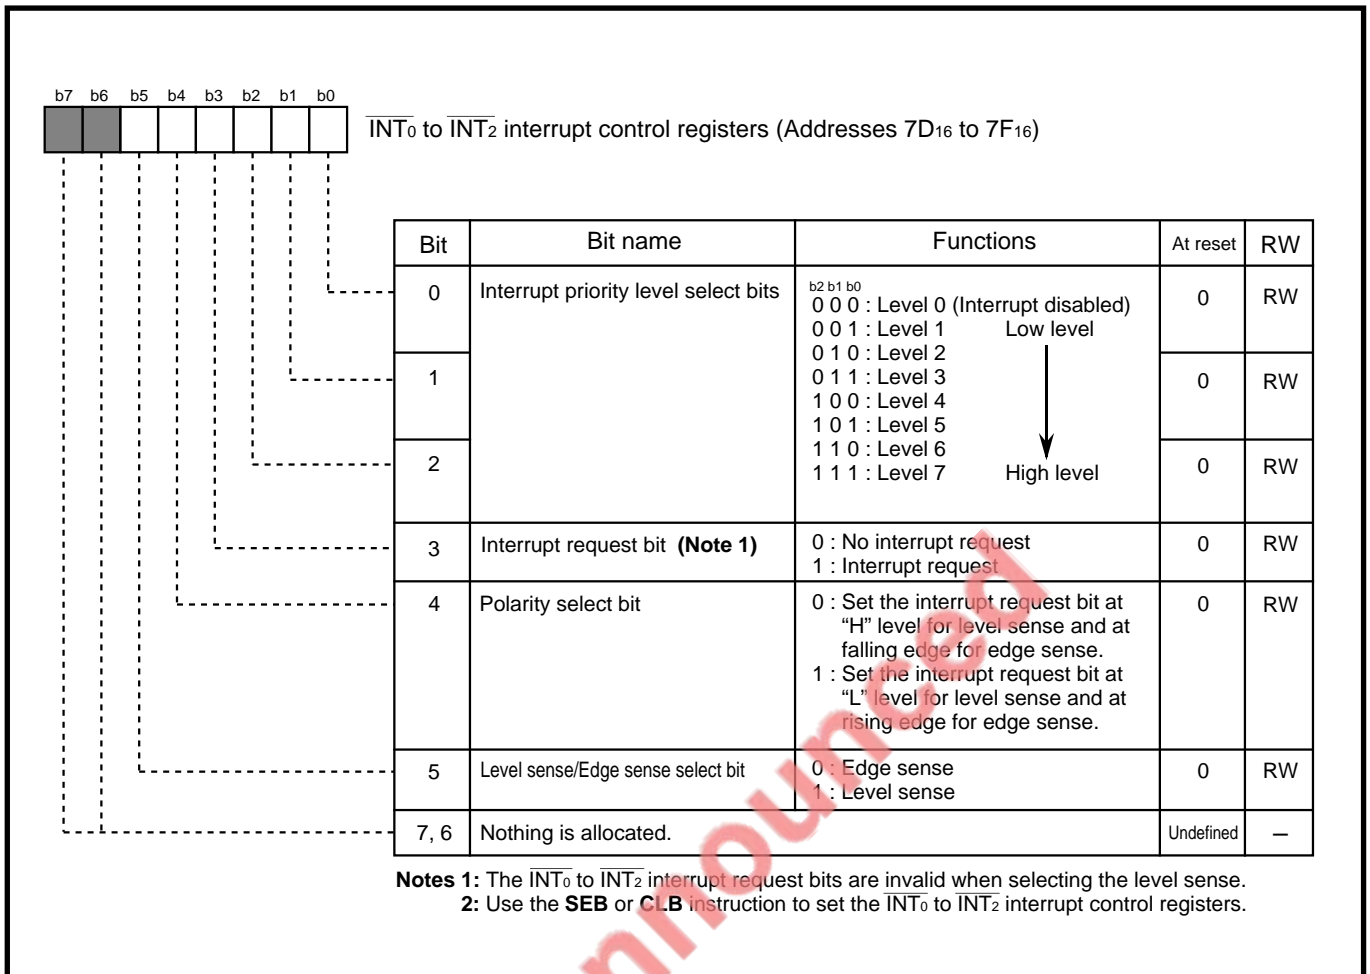 b7 b6 b5 b4 b3 b2 b1 b0
INT0 to INT2 interrupt control registers (Addresses 7D16 to 7F16)
Bit Bit name Functions At reset RW
0 Interrupt priority level select bits
b2 b1 b0
0 0 0 : Level 0 (Interrupt disabled)
0 0 1 : Level 1 Low level
0 1 0 : Level 2
0 1 1 : Level 3
1 0 0 : Level 4
1 0 1 : Level 5
1 1 0 : Level 6
1 1 1 : Level 7 High level
0 RW
1 0 RW
2 0 RW
3 Interrupt request bit (Note 1) 0 : No interrupt request 0 RW
1 : Interrupt request
4 Polarity select bit 0 : Set the interrupt request bit at 0 RW
“H” level for level sense and at
falling edge for edge sense.
1 : Set the interrupt request bit at
“L” level for level sense and at
rising edge for edge sense.
5 Level sense/Edge sense select bit 0 : Edge sense 0 RW
1 : Level sense
7, 6 Nothing is allocated. Undefined –
Notes 1: The INT0 to INT2 interrupt request bits are invalid when selecting the level sense.
2: Use the SEB or CLB instruction to set the INT0 to INT2 interrupt control registers.